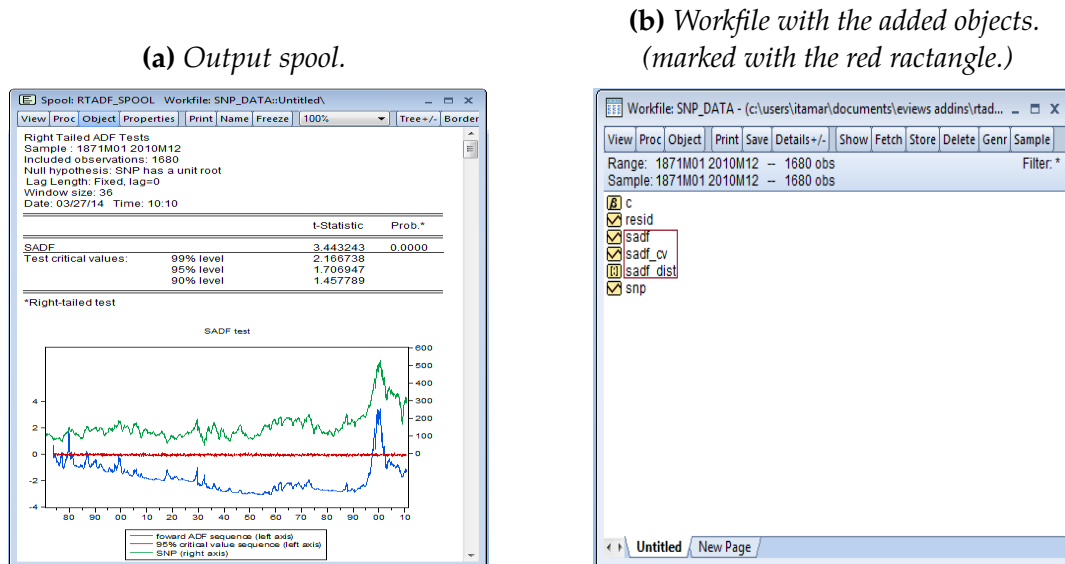 (a) Output spool.
Spool: RTADF_SPOOL Workfile: SNP_DATA::Untitled\
View Proc Object Properties Print Name Freeze 100% Tree+/- Border
Right Tailed ADF Tests
Sample : 1871M01 2010M12
Included observations: 1680
Null hypothesis: SNP has a unit root
Lag Length: Fixed, lag=0
Window size: 36
Date: 03/27/14 Time: 10:10
t-Statistic Prob.*
SADF 3.443243 0.0000
Test critical values: 99% level 2.166738
95% level 1.706947
90% level 1.457789
*Right-tailed test
SADF test
600
500
400
4 300
2 200
100
0 0
-2
-4
80 90 00 10 20 30 40 50 60 70 80 90 00 10
foward ADF sequence (left axis)
95% critical value sequence (left axis)
SNP (right axis)
(b) Workfile with the added objects.
(marked with the red ractangle.)
Workfile: SNP_DATA - (c:\users\itamar\documents\eviews addins\rtad...
View Proc Object Print Save Details+/- Show Fetch Store Delete Genr Sample
Range: 1871M01 2010M12 -- 1680 obs Filter: *
Sample: 1871M01 2010M12 -- 1680 obs
β c
resid
sadf
sadf_cv
sadf_dist
snp
Untitled New Page